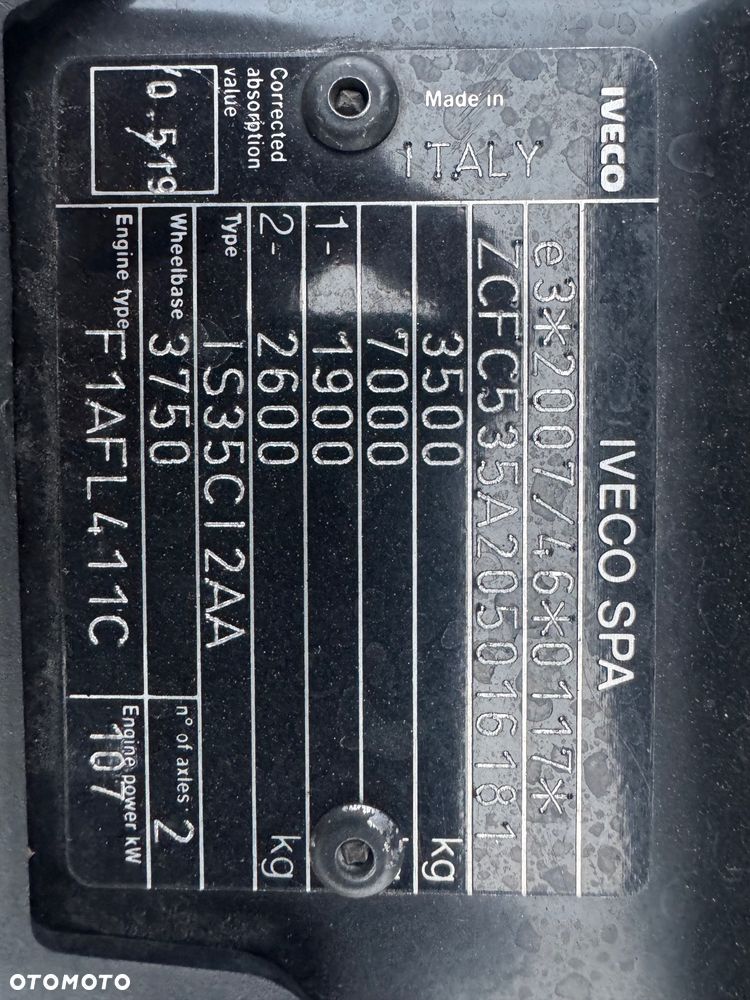 IVECO
IVECO SPA
e3*2007/46*0117*
ZCFC535A205016181
3500 kg
7000
1- 1900
2- 2600 kg
Made in
ITALY
Corrected
absorption
value
0.519
Type IS35CI2AA
Wheelbase 3750
n° of axles: 2
Engine type F1AFL411C
Engine power kW
107
OTOMOTO